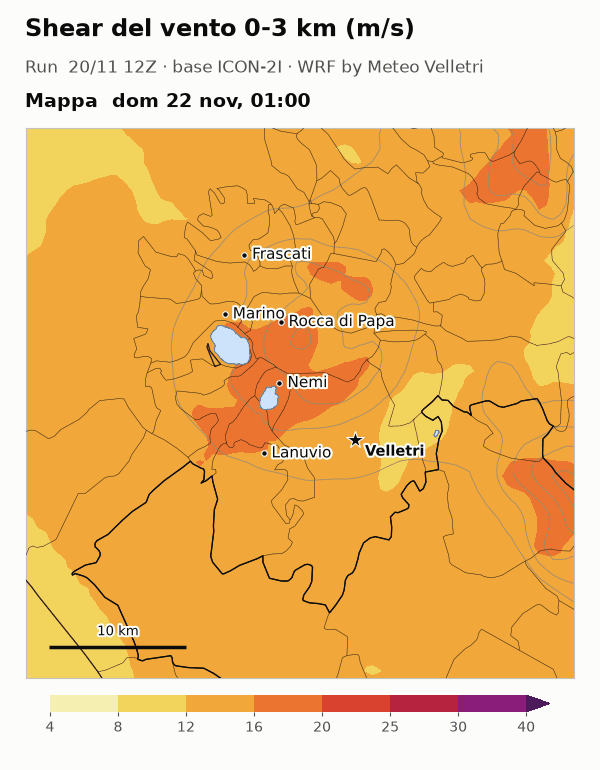 Shear del vento 0-3 km (m/s)
Run 20/11 12Z · base ICON-2I · WRF by Meteo Velletri
Mappa dom 22 nov, 01:00
Frascati
Marino
Rocca di Papa
Nemi
Velletri
Lanuvio
10 km
4 8 12 16 20 25 30 40